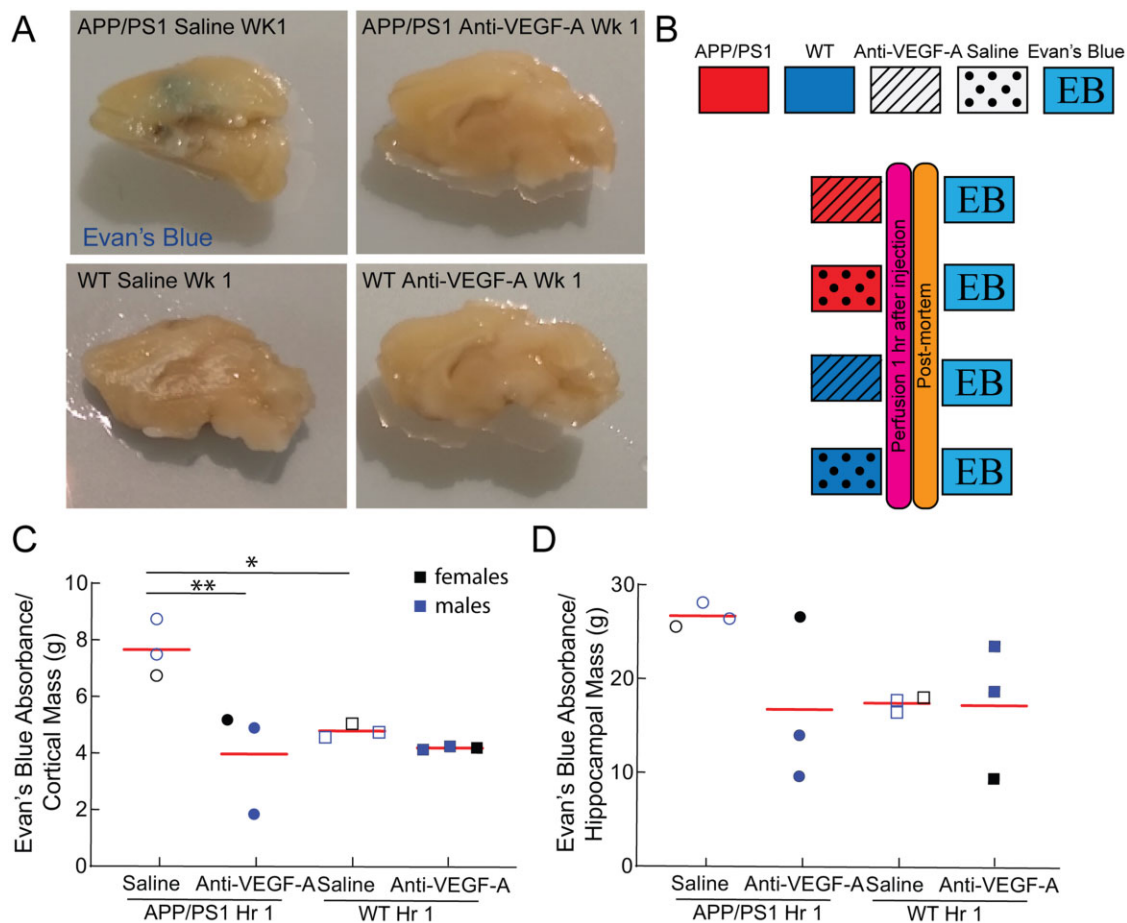 A
APP/PS1 Saline WK1
APP/PS1 Anti-VEGF-A Wk 1
Evan's Blue
WT Saline Wk 1
WT Anti-VEGF-A Wk 1
B
APP/PS1
WT
Anti-VEGF-A
Saline
Evan's Blue
EB
Perfusion 1 hr after injection
Post-mortem
EB
EB
EB
EB
C
Evan's Blue Absorbance/
Cortical Mass (g)
10
8
6
4
2
0
*
**
females
males
Saline
Anti-VEGF-A
Saline
Anti-VEGF-A
APP/PS1 Hr 1
WT Hr 1
D
Evan's Blue Absorbance/
Hippocampal Mass (g)
30
20
10
0
Saline
Anti-VEGF-A
Saline
Anti-VEGF-A
APP/PS1 Hr 1
WT Hr 1